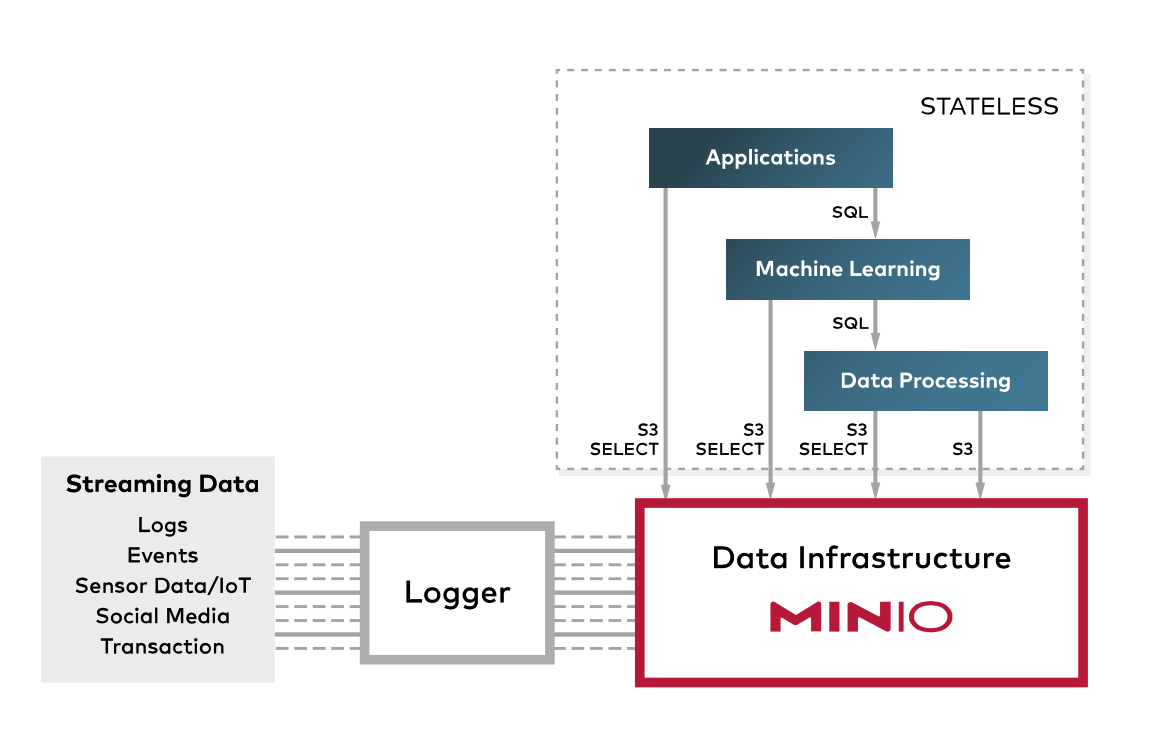 STATELESS
Applications
SQL
Machine Learning
SQL
Data Processing
S3
SELECT
S3
SELECT
S3
SELECT
S3
Streaming Data
Logs
Events
Sensor Data/IoT
Social Media
Transaction
Logger
Data Infrastructure
MINIO